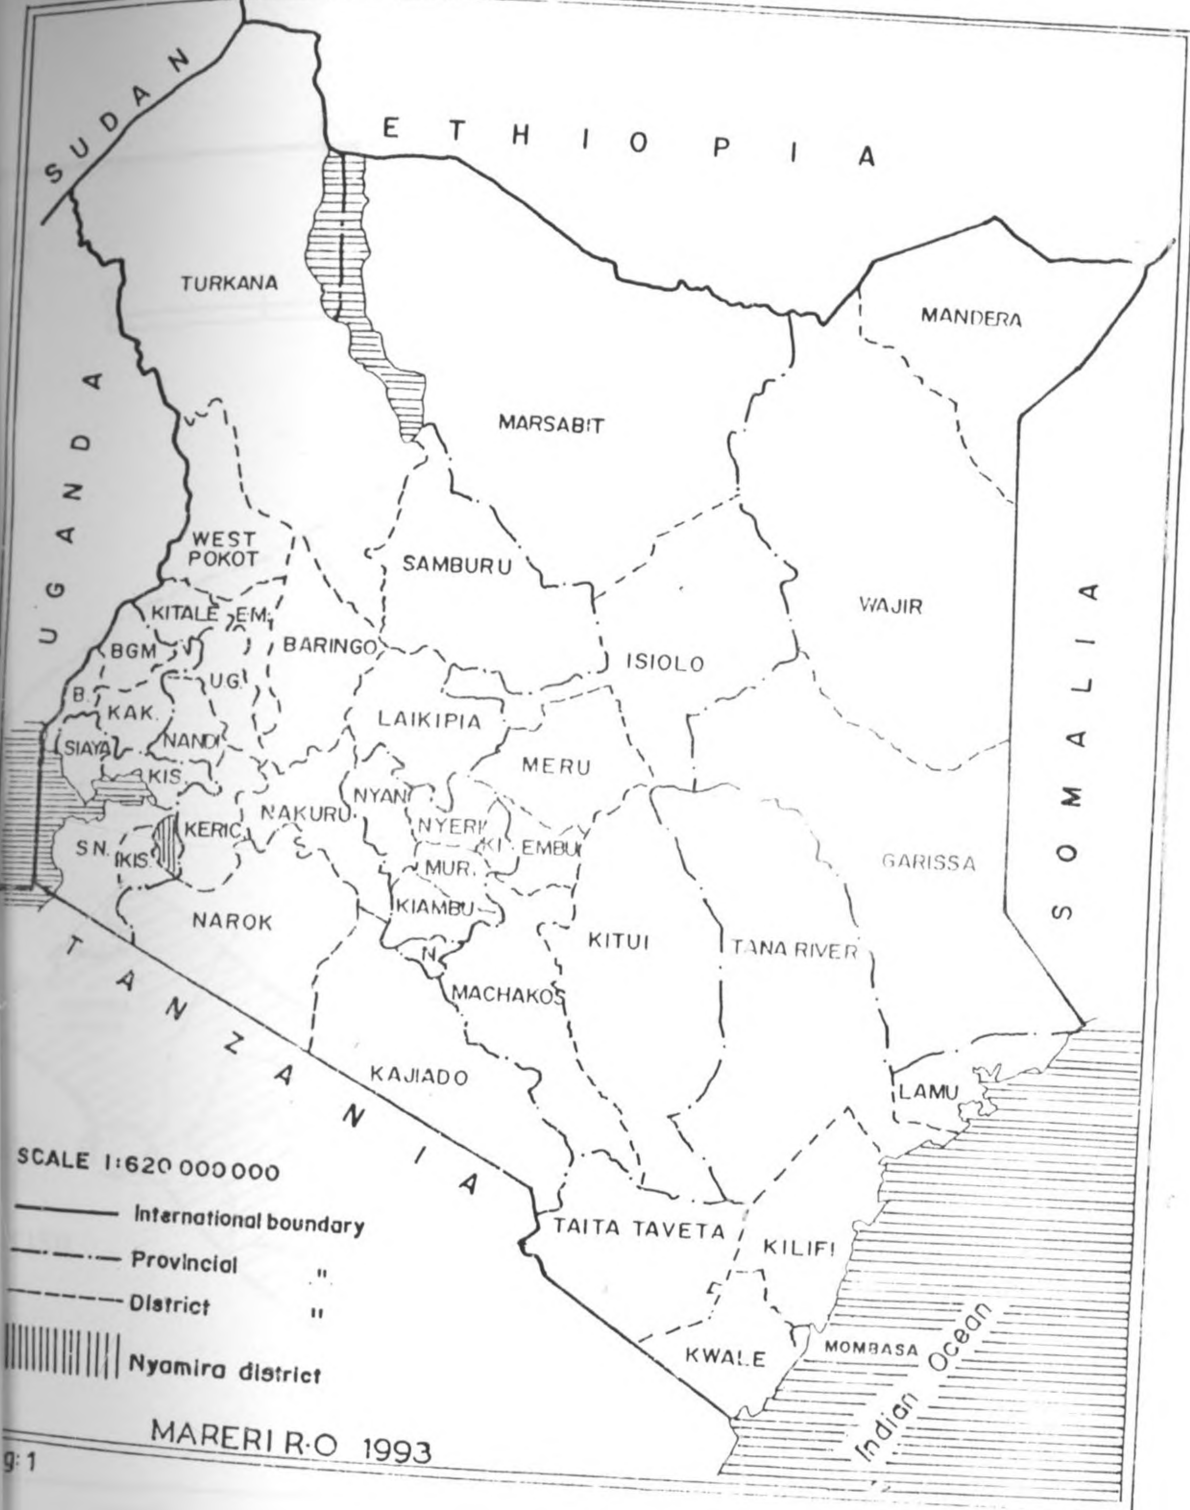 SUDAN
ETHIOPIA
TURKANA
MANDERA
UGANDA
MARSABIT
WEST
POKOT
SAMBURU
WAJIR
KITALE
E.M.
BARINGO
ISIOLO
SOMALIA
BGM
U.G.
B.
KAK.
LAIKIPIA
SIAYA
NANDI
MERU
KIS.
NYAN
NAKURU
KERIC.
NYERI
KI.
EMBU
S.N.
KIS.
MUR.
GARISSA
KIAMBU
NAROK
KITUI
TANA RIVER
N.
MACHAKOS
TANZANIA
KAJIADO
LAMU
SCALE 1:620 000 000
International boundary
Provincial "
District "
Nyamira district
TAITA TAVETA
KILIFI
KWALE
MOMBASA
Indian Ocean
MARERI R.O 1993
g:1